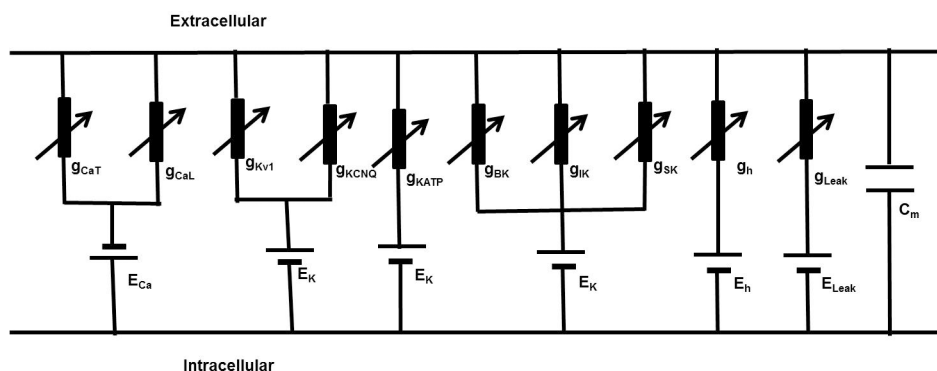 Extracellular
gCaT
gCaL
gKv1
gKCNQ
gKATP
gBK
gIK
gSK
gh
gLeak
Cm
ECa
EK
EK
EK
Eh
ELeak
Intracellular